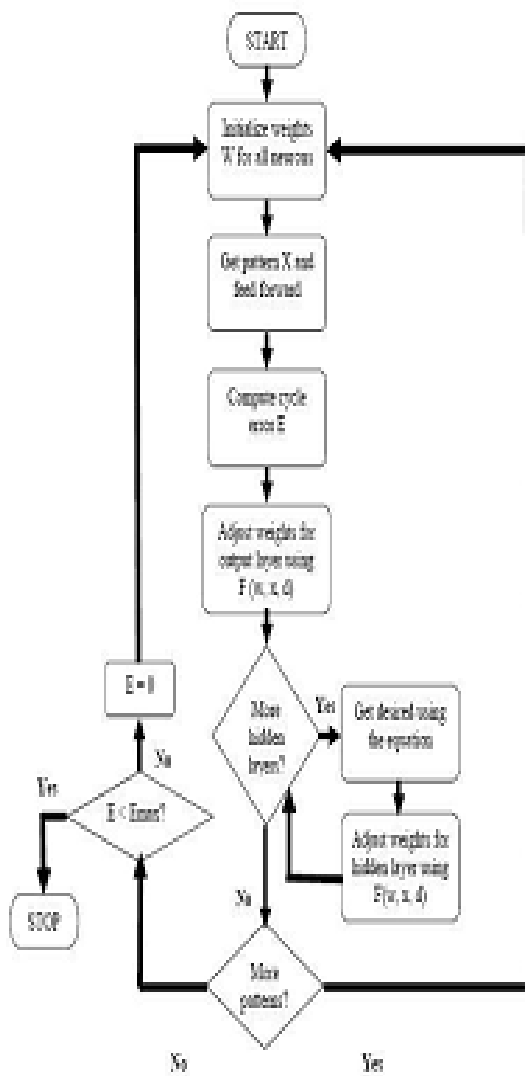 START
Initialize weights
W for all neurons
Get pattern X and
feed forward
Compute cycle
error E
Adjust weights for
output layer using
F (w, x, d)
E = 0
More
hidden
layers?
Yes
Get desired using
the equation
No
Yes
E < Emax?
Adjust weights for
hidden layer using
F(w, x, d)
No
STOP
More
patterns?
No
Yes